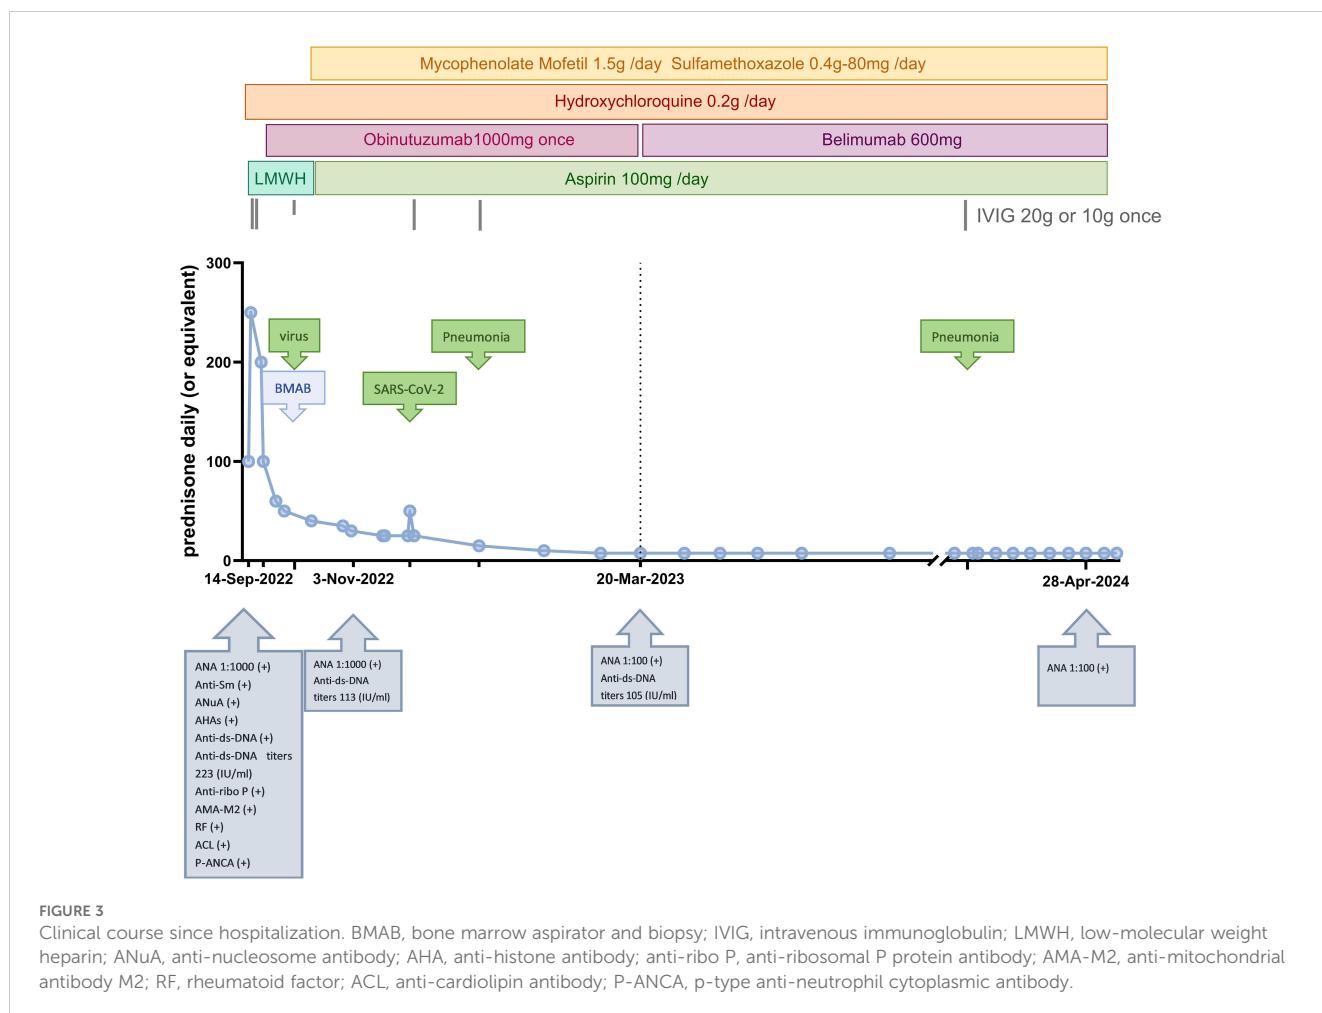 Mycophenolate Mofetil 1.5g /day  Sulfamethoxazole 0.4g-80mg /day
Hydroxychloroquine 0.2g /day
Obinutuzumab1000mg once
Belimumab 600mg
LMWH
Aspirin 100mg /day
IVIG 20g or 10g once
prednisone daily (or equivalent)
300
200
100
0
virus
BMAB
SARS-CoV-2
Pneumonia
Pneumonia
14-Sep-2022
3-Nov-2022
20-Mar-2023
28-Apr-2024
ANA 1:1000 (+)
Anti-Sm (+)
ANuA (+)
AHAs (+)
Anti-ds-DNA (+)
Anti-ds-DNA titers
223 (IU/ml)
Anti-ribo P (+)
AMA-M2 (+)
RF (+)
ACL (+)
P-ANCA (+)
ANA 1:1000 (+)
Anti-ds-DNA
titers 113 (IU/ml)
ANA 1:100 (+)
Anti-ds-DNA
titers 105 (IU/ml)
ANA 1:100 (+)
FIGURE 3
Clinical course since hospitalization. BMAB, bone marrow aspirator and biopsy; IVIG, intravenous immunoglobulin; LMWH, low-molecular weight
heparin; ANuA, anti-nucleosome antibody; AHA, anti-histone antibody; anti-ribo P, anti-ribosomal P protein antibody; AMA-M2, anti-mitochondrial
antibody M2; RF, rheumatoid factor; ACL, anti-cardiolipin antibody; P-ANCA, p-type anti-neutrophil cytoplasmic antibody.